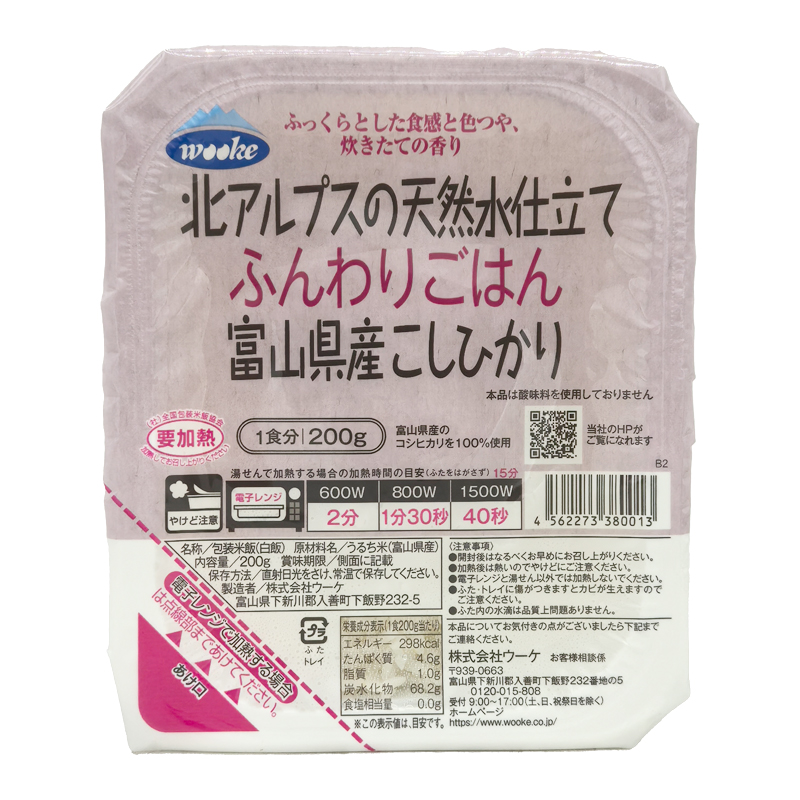 wooke
ふっくらとした食感と色つや、
炊きたての香り
北アルプスの天然水仕立て
ふんわりごはん
富山県産こしひかり
本品は酸味料を使用しておりません
(社)全国包装米飯協会
要加熱
加熱してお召し上がりください
1食分 200g
富山県産の
コシヒカリを100%使用
当社のHPが
ご覧になれます
B2
湯せんで加熱する場合の加熱時間の目安(ふたをはがさず) 15分
やけど注意
電子レンジ
600W 800W 1500W
2分 1分30秒 40秒
4 562273 380013
名称/包装米飯(白飯) 原材料名/うるち米(富山県産)
内容量/200g 賞味期限/側面に記載
保存方法/直射日光をさけ、常温で保存してください。
製造者/株式会社ウーケ
富山県下新川郡入善町下飯野232-5
〈注意事項〉
●開封後はなるべくお早めにお召し上がりください。
●加熱後は熱いのでやけどにご注意ください。
●電子レンジと湯せん以外では加熱しないでください。
●ふた・トレイに傷がつきますとカビが生えますので
ご注意ください。
●ふた内の水滴は品質上問題ありません。
電子レンジで加熱する場合
は点線部まであけてください。
あけ口
プラ
ふた
トレイ
栄養成分表示(1食200g当たり)
エネルギー 298kcal
たんぱく質 4.6g
脂質 1.0g
炭水化物 68.2g
食塩相当量 0.0g
※この表示値は、目安です。
本品についてお気付きの点がございましたら下記まで
ご連絡ください。
株式会社ウーケ お客様相談係
〒939-0663
富山県下新川郡入善町下飯野232番地の5
0120-015-808
受付 9:00~17:00(土、日、祝祭日を除く)
ホームページ
https://www.wooke.co.jp/